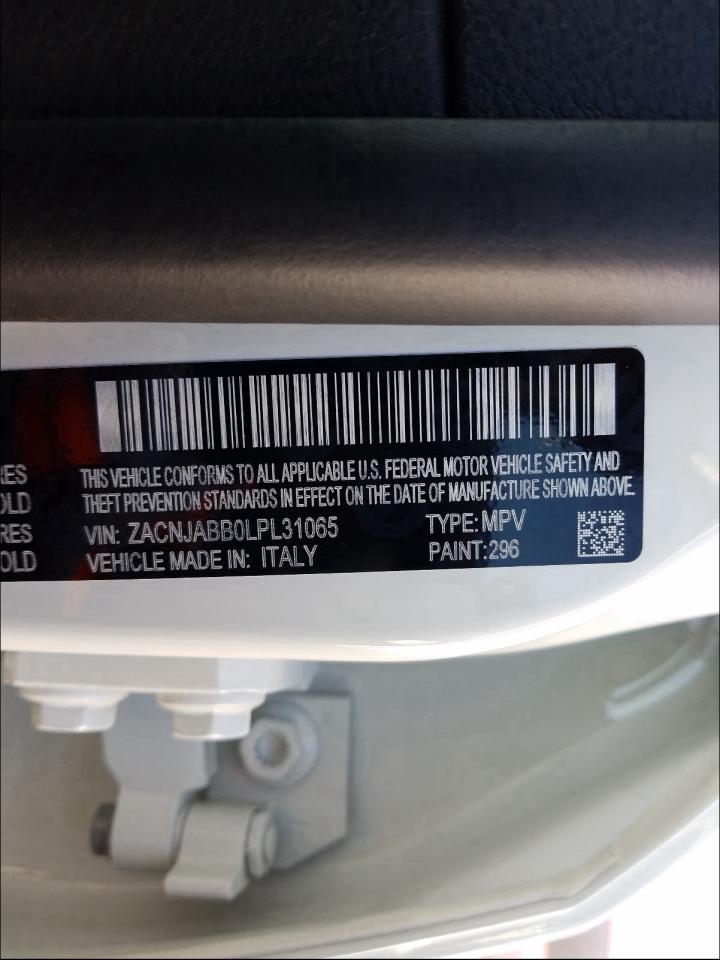 RES
THIS VEHICLE CONFORMS TO ALL APPLICABLE U.S. FEDERAL MOTOR VEHICLE SAFETY AND
OLD
THEFT PREVENTION STANDARDS IN EFFECT ON THE DATE OF MANUFACTURE SHOWN ABOVE.
RES
VIN: ZACNJABB0LPL31065
TYPE: MPV
OLD
VEHICLE MADE IN: ITALY
PAINT:296